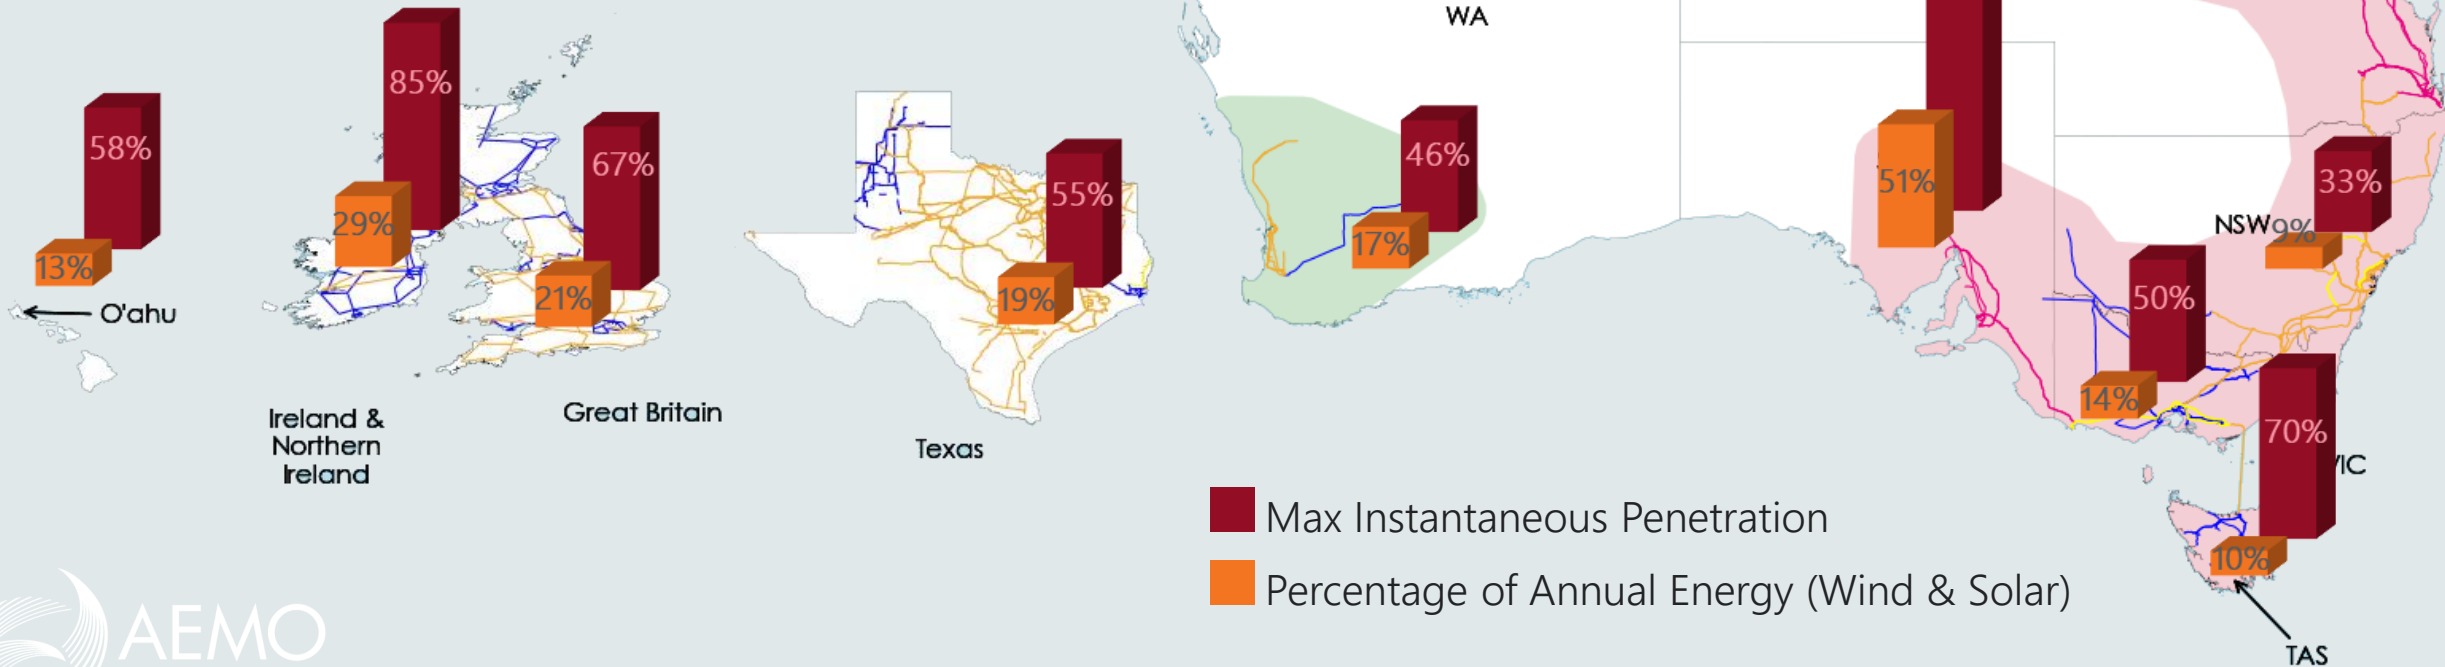 WA
58%
13%
O'ahu
85%
29%
Ireland &
Northern
Ireland
67%
21%
Great Britain
55%
19%
Texas
46%
17%
51%
33%
NSW
9%
50%
14%
70%
VIC
10%
TAS
Max Instantaneous Penetration
Percentage of Annual Energy (Wind & Solar)
AEMO